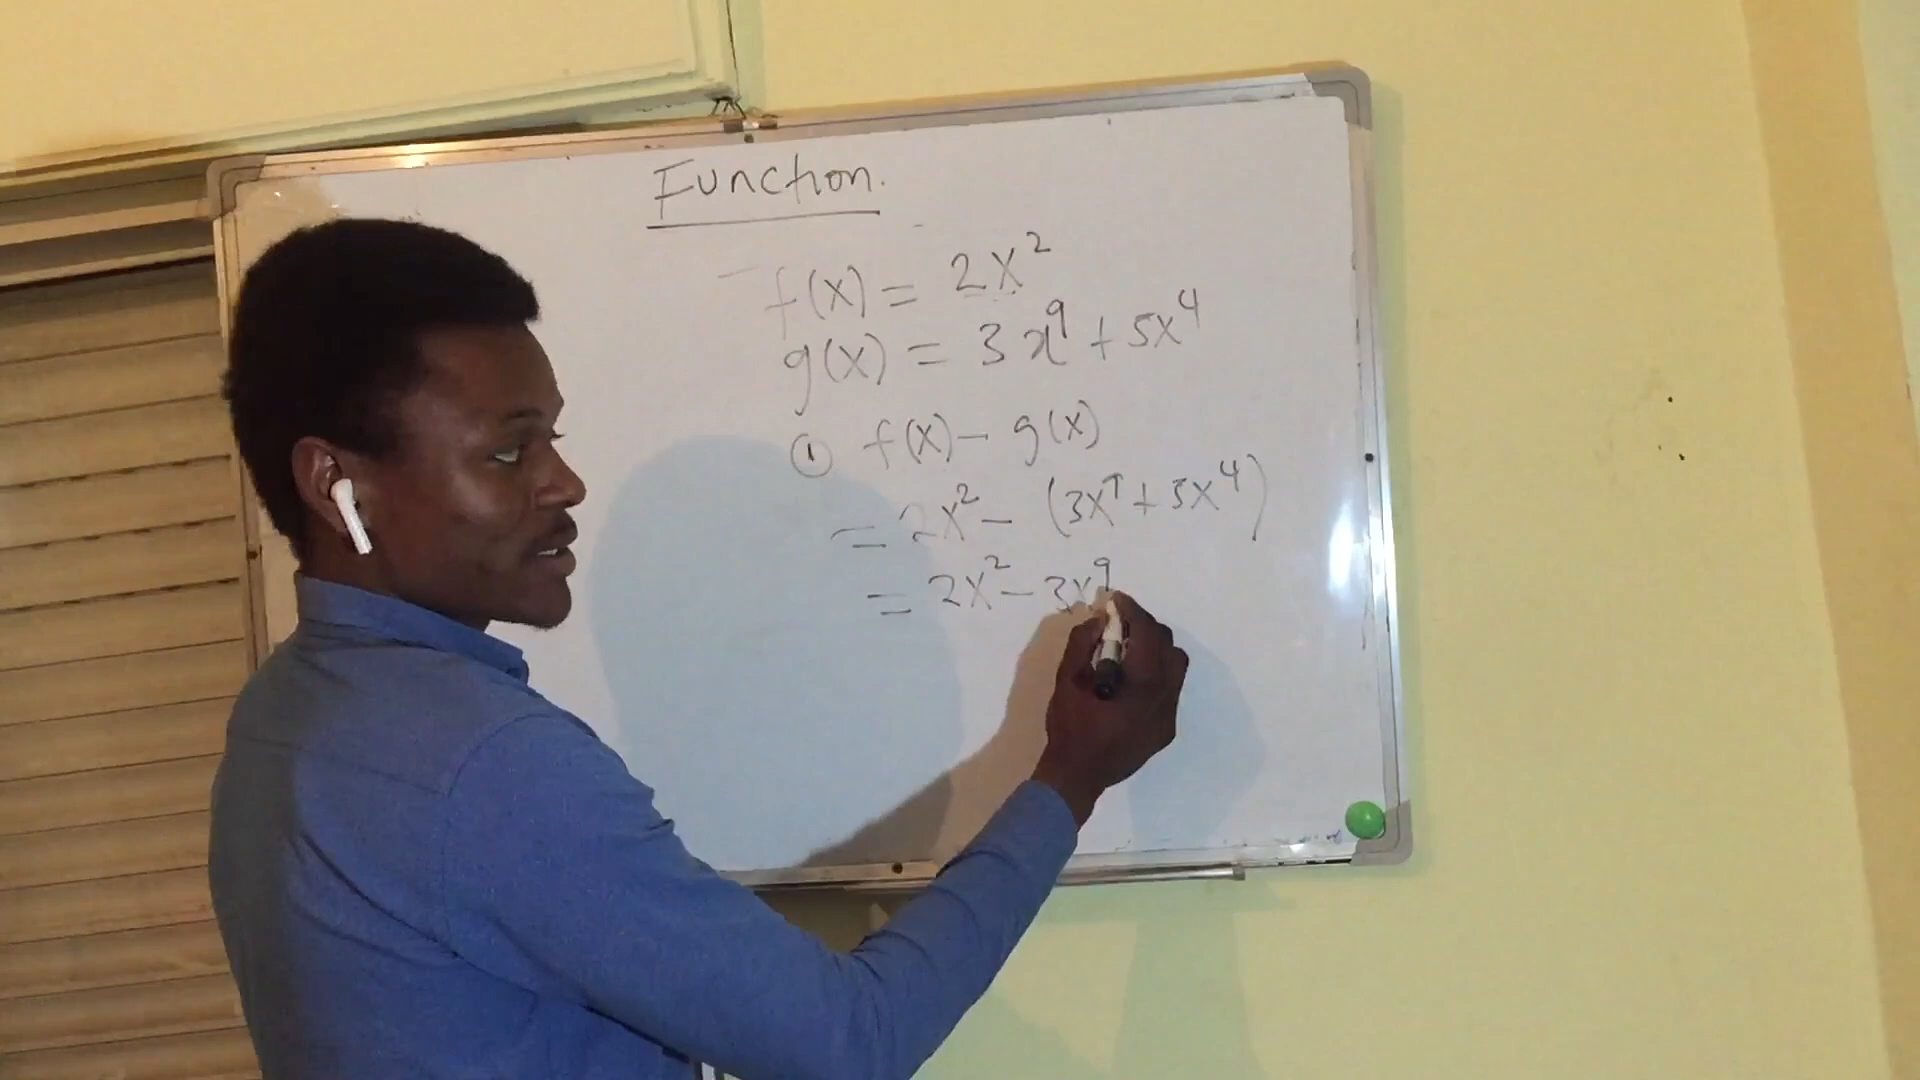 Function.
f(x) = 2x²
g(x) = 3x⁹ + 5x⁴
① f(x) - g(x)
= 2x² - (3x⁹ + 5x⁴)
= 2x² - 3x⁹